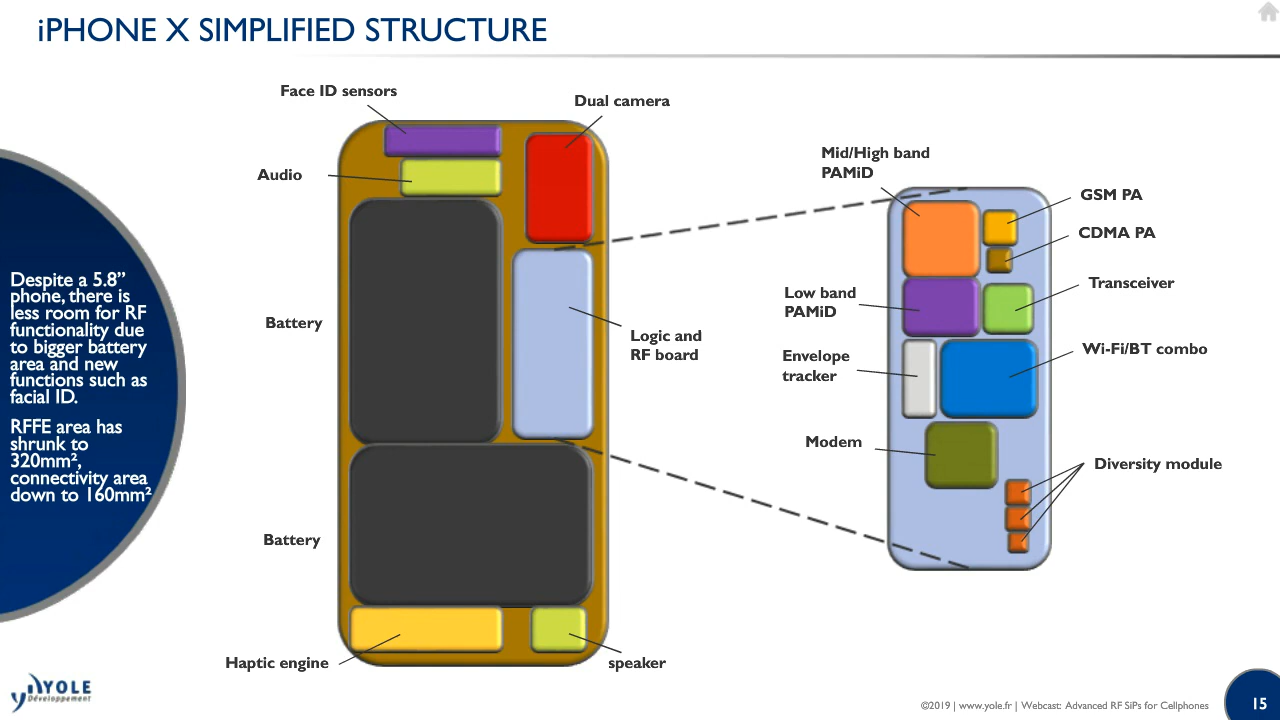 iPHONE X SIMPLIFIED STRUCTURE
Face ID sensors
Dual camera
Audio
Battery
Logic and
RF board
Battery
Haptic engine
speaker
Mid/High band
PAMiD
GSM PA
CDMA PA
Low band
PAMiD
Transceiver
Envelope
tracker
Wi-Fi/BT combo
Modem
Diversity module
Despite a 5.8”
phone, there is
less room for RF
functionality due
to bigger battery
area and new
functions such as
facial ID.
RFFE area has
shrunk to
320mm²,
connectivity area
down to 160mm²
YOLE
Développement
©2019 | www.yole.fr | Webcast: Advanced RF SiPs for Cellphones
15